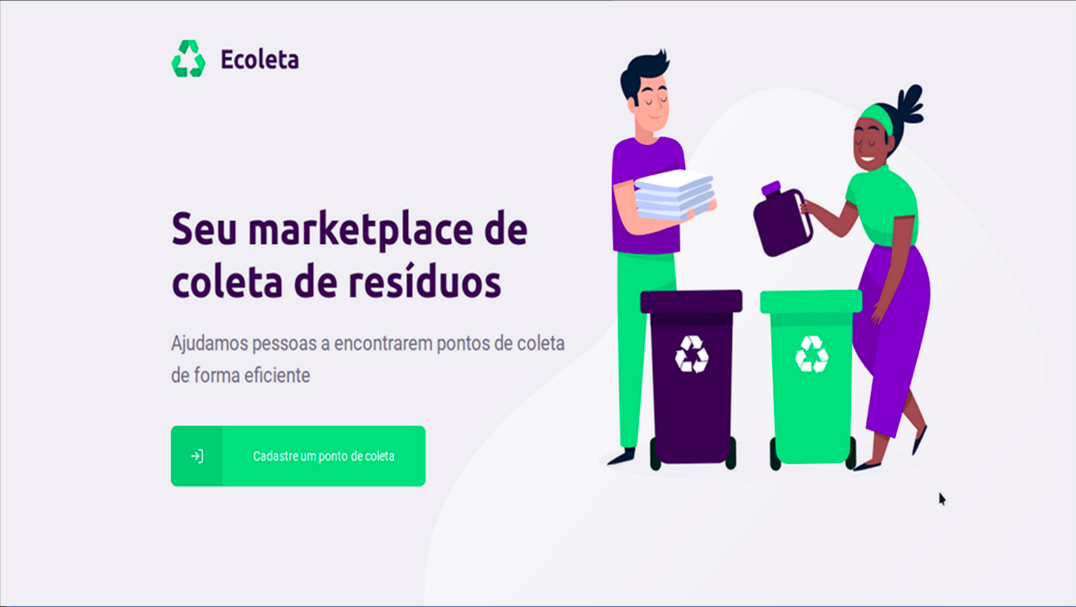 Ecoleta
Seu marketplace de
coleta de resíduos
Ajudamos pessoas a encontrarem pontos de coleta
de forma eficiente
Cadastre um ponto de coleta